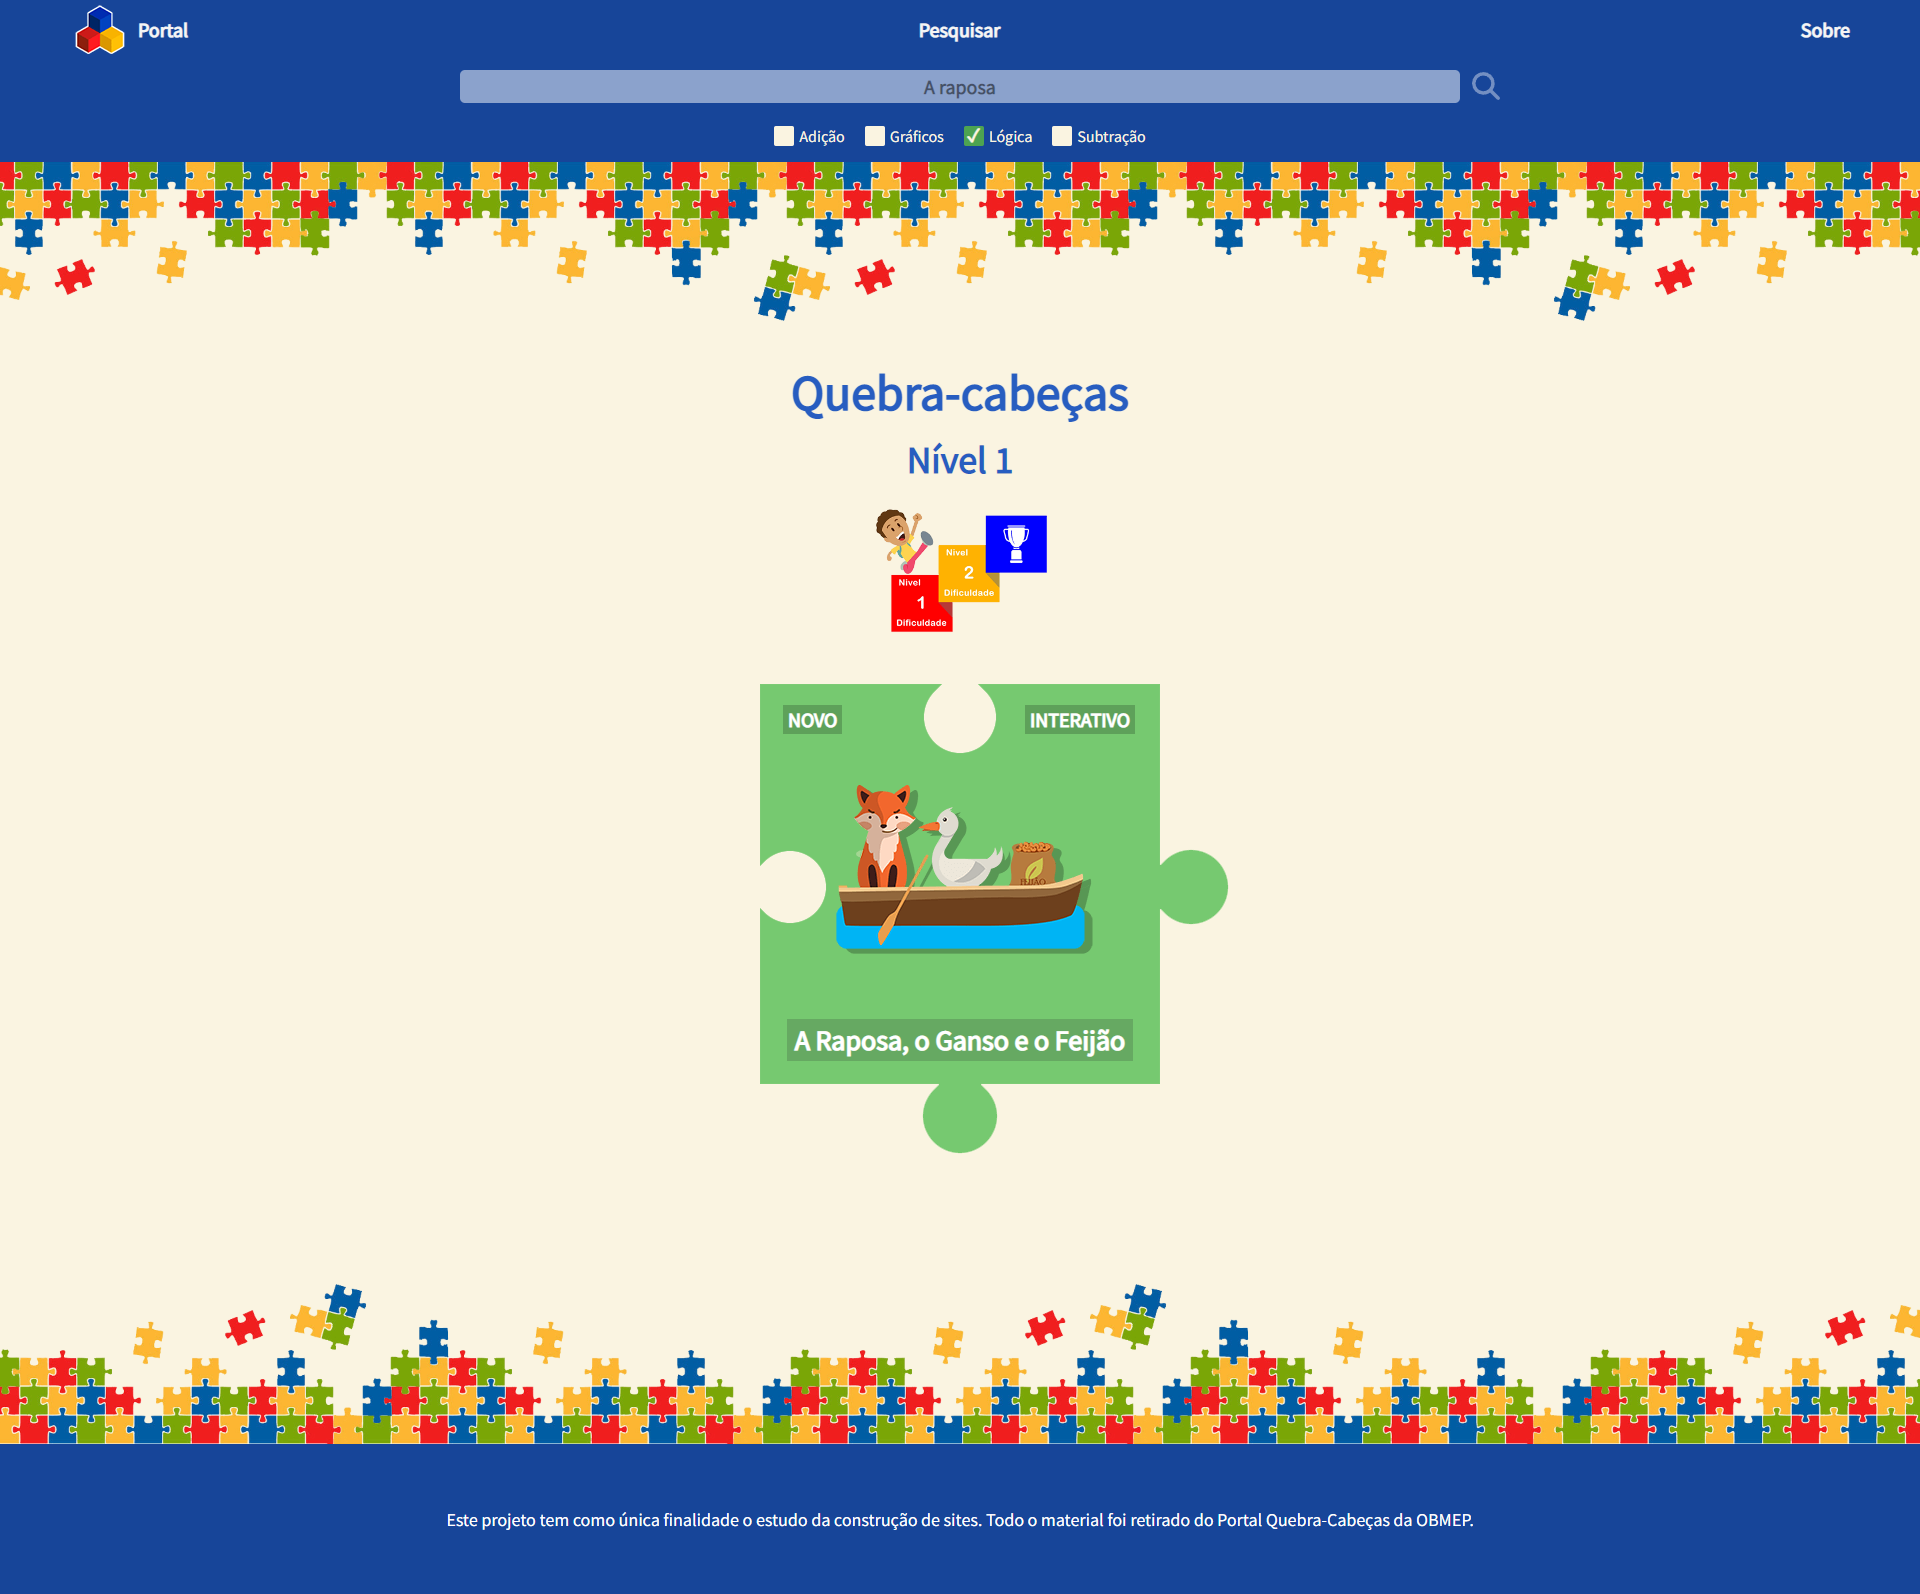 Portal
Pesquisar
Sobre
A raposa
Adição
Gráficos
Lógica
Subtração
Quebra-cabeças
Nível 1
Nível
2
Dificuldade
Nível
1
Dificuldade
NOVO
INTERATIVO
FEIJÃO
A Raposa, o Ganso e o Feijão
Este projeto tem como única finalidade o estudo da construção de sites. Todo o material foi retirado do Portal Quebra-Cabeças da OBMEP.